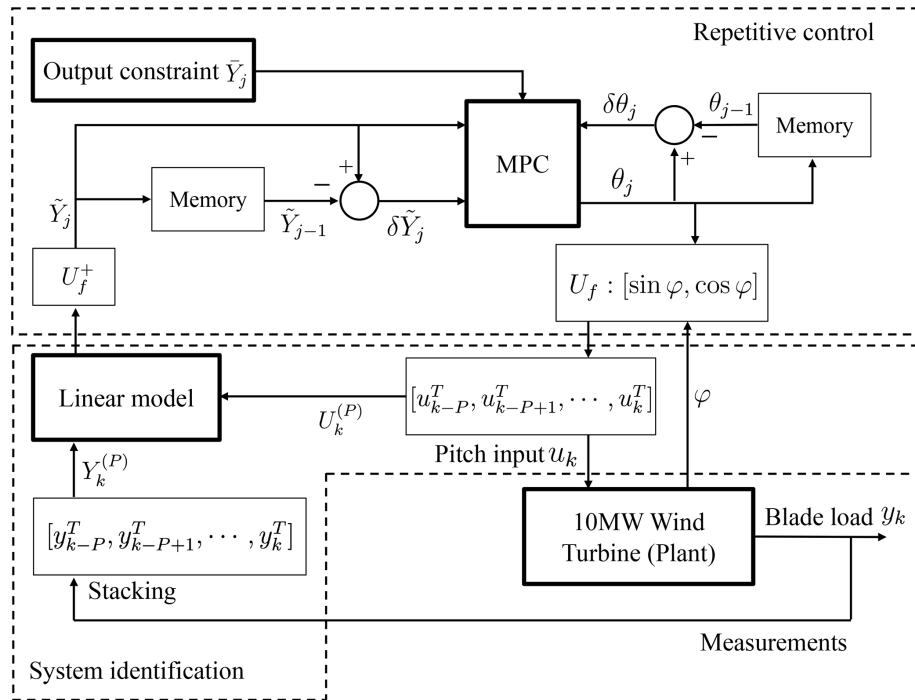 Repetitive control
Output constraint $\bar{Y}_j$
$\delta\theta_j$
$\theta_{j-1}$
−
Memory
MPC
+
+
$\theta_j$
$\tilde{Y}_j$
Memory
−
$\tilde{Y}_{j-1}$
$\delta\tilde{Y}_j$
$U_f^+$
$U_f : [\sin\varphi, \cos\varphi]$
Linear model
$U_k^{(P)}$
$[u_{k-P}^T, u_{k-P+1}^T, \cdots, u_k^T]$
$\varphi$
Pitch input $u_k$
$Y_k^{(P)}$
$[y_{k-P}^T, y_{k-P+1}^T, \cdots, y_k^T]$
Stacking
10MW Wind
Turbine (Plant)
Blade load $y_k$
Measurements
System identification